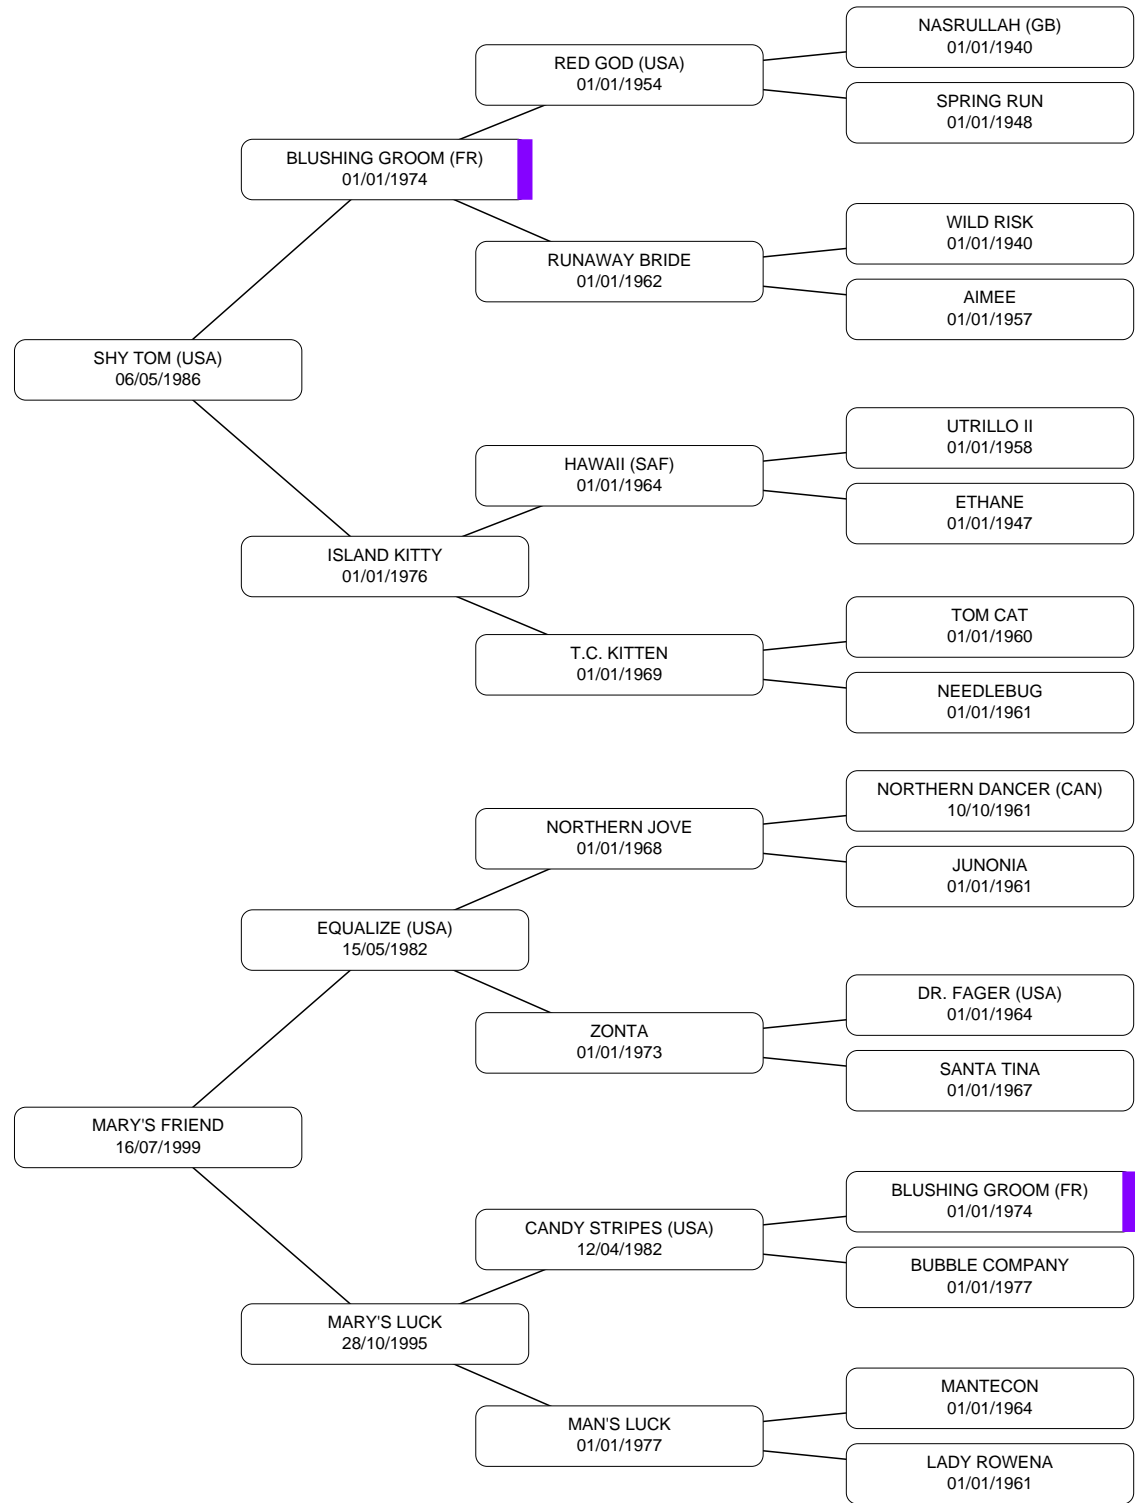 NASRULLAH (GB)
01/01/1940
RED GOD (USA)
01/01/1954
SPRING RUN
01/01/1948
BLUSHING GROOM (FR)
01/01/1974
WILD RISK
01/01/1940
RUNAWAY BRIDE
01/01/1962
AIMEE
01/01/1957
SHY TOM (USA)
06/05/1986
UTRILLO II
01/01/1958
HAWAII (SAF)
01/01/1964
ETHANE
01/01/1947
ISLAND KITTY
01/01/1976
TOM CAT
01/01/1960
T.C. KITTEN
01/01/1969
NEEDLEBUG
01/01/1961
NORTHERN DANCER (CAN)
10/10/1961
NORTHERN JOVE
01/01/1968
JUNONIA
01/01/1961
EQUALIZE (USA)
15/05/1982
DR. FAGER (USA)
01/01/1964
ZONTA
01/01/1973
SANTA TINA
01/01/1967
MARY'S FRIEND
16/07/1999
BLUSHING GROOM (FR)
01/01/1974
CANDY STRIPES (USA)
12/04/1982
BUBBLE COMPANY
01/01/1977
MARY'S LUCK
28/10/1995
MANTECON
01/01/1964
MAN'S LUCK
01/01/1977
LADY ROWENA
01/01/1961